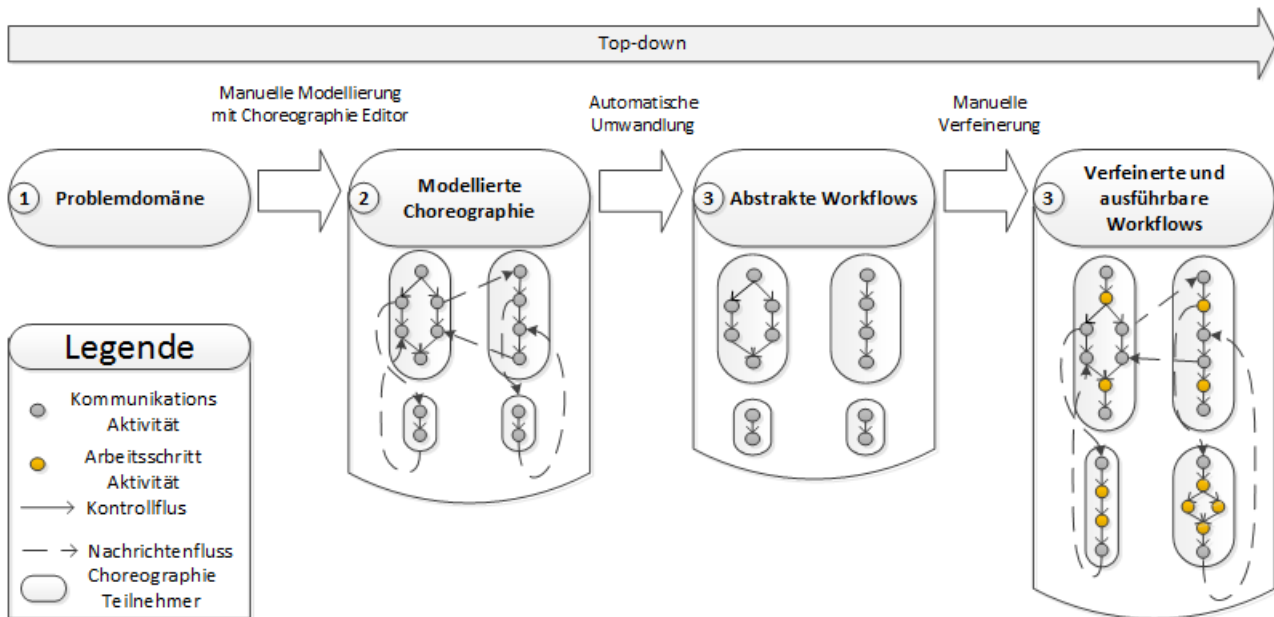 Top-down
Manuelle Modellierung
mit Choreographie Editor
Automatische
Umwandlung
Manuelle
Verfeinerung
1 Problemdomäne
2 Modellierte
Choreographie
3 Abstrakte Workflows
3 Verfeinerte und
ausführbare
Workflows
Legende
Kommunikations
Aktivität
Arbeitsschritt
Aktivität
Kontrollflus
Nachrichtenfluss
Choreographie
Teilnehmer